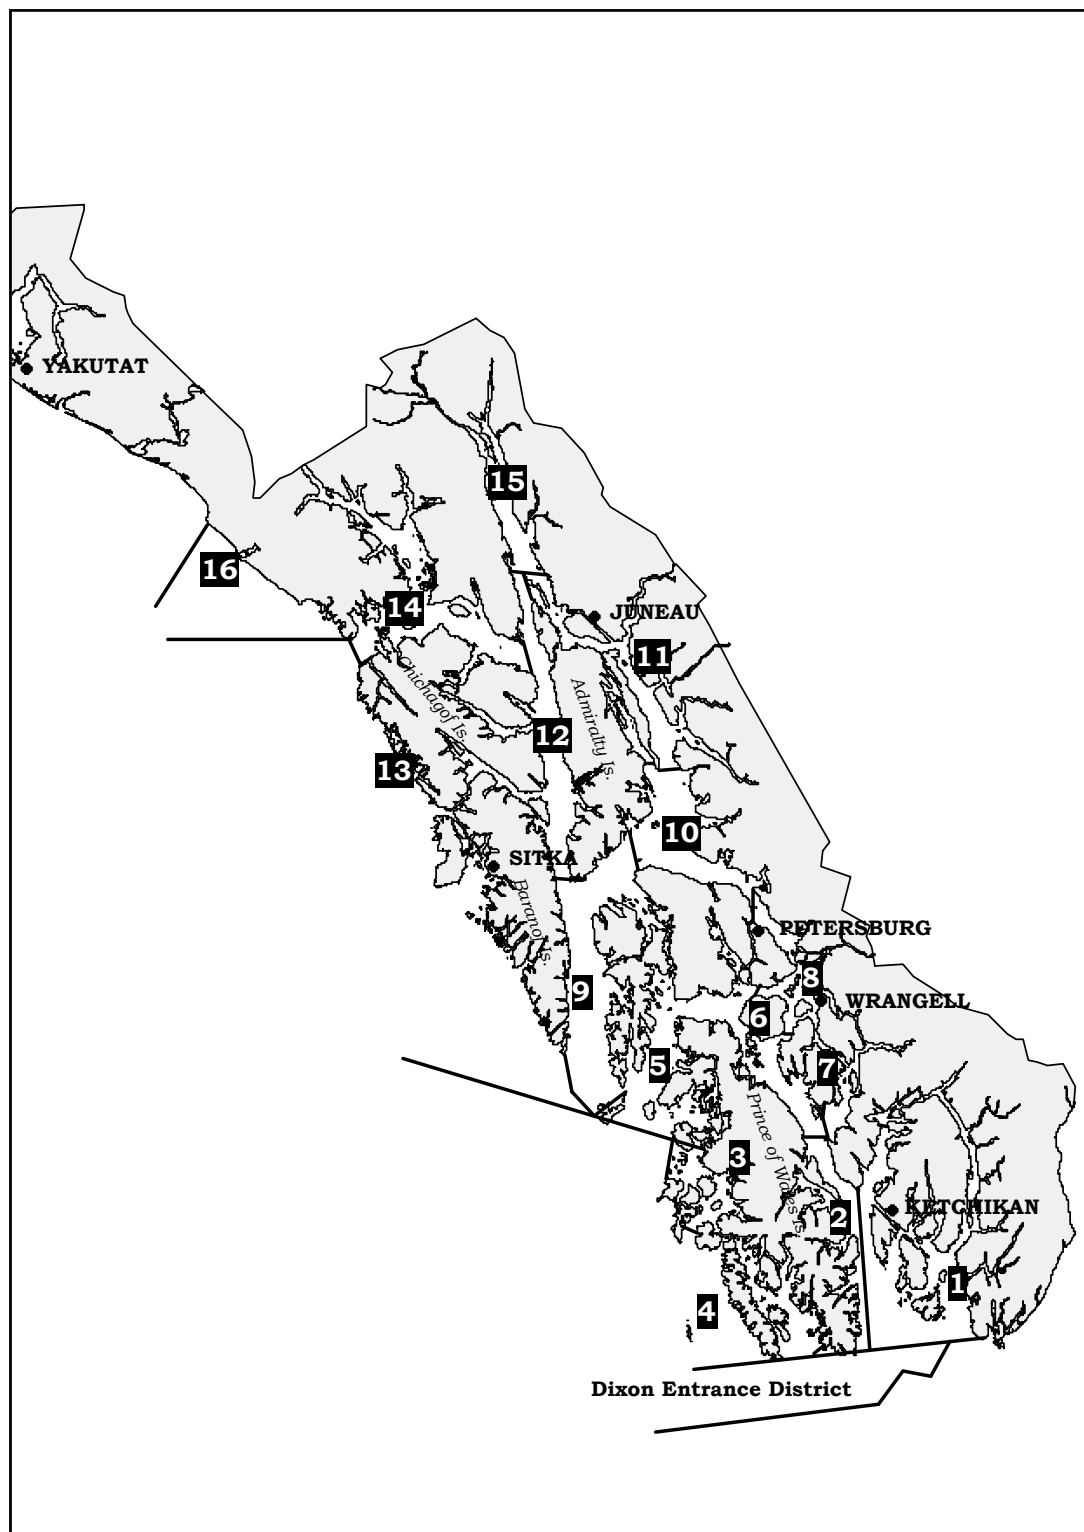 YAKUTAT
15
16
14
JUNEAU
11
Chichagof Is.
Admiralty Is.
12
13
10
SITKA
Baranof Is.
PETERSBURG
8
9
WRANGELL
6
5
7
Prince of Wales Is.
3
KETCHIKAN
2
1
4
Dixon Entrance District